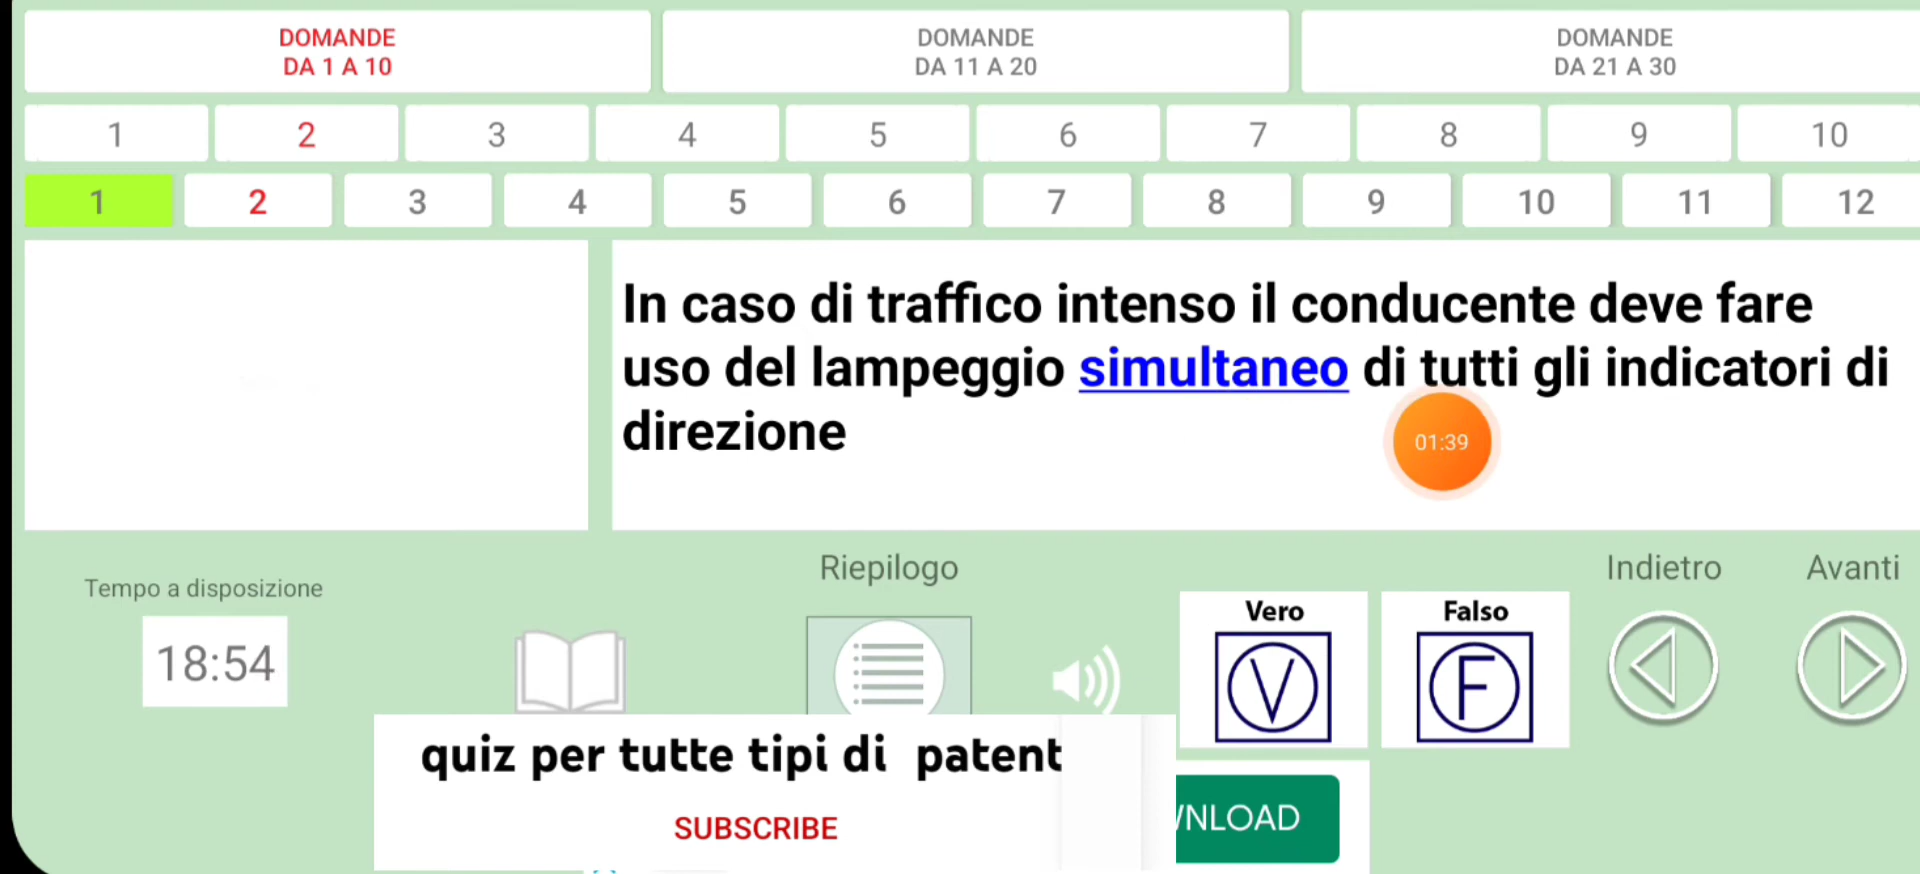 DOMANDE
DA 1 A 10
DOMANDE
DA 11 A 20
DOMANDE
DA 21 A 30
1 2 3 4 5 6 7 8 9 10
1 2 3 4 5 6 7 8 9 10 11 12
In caso di traffico intenso il conducente deve fare
uso del lampeggio simultaneo di tutti gli indicatori di
direzione
01:39
Tempo a disposizione
18:54
Riepilogo
Vero
V
Falso
F
Indietro
Avanti
quiz per tutte tipi di patent
SUBSCRIBE
NLOAD